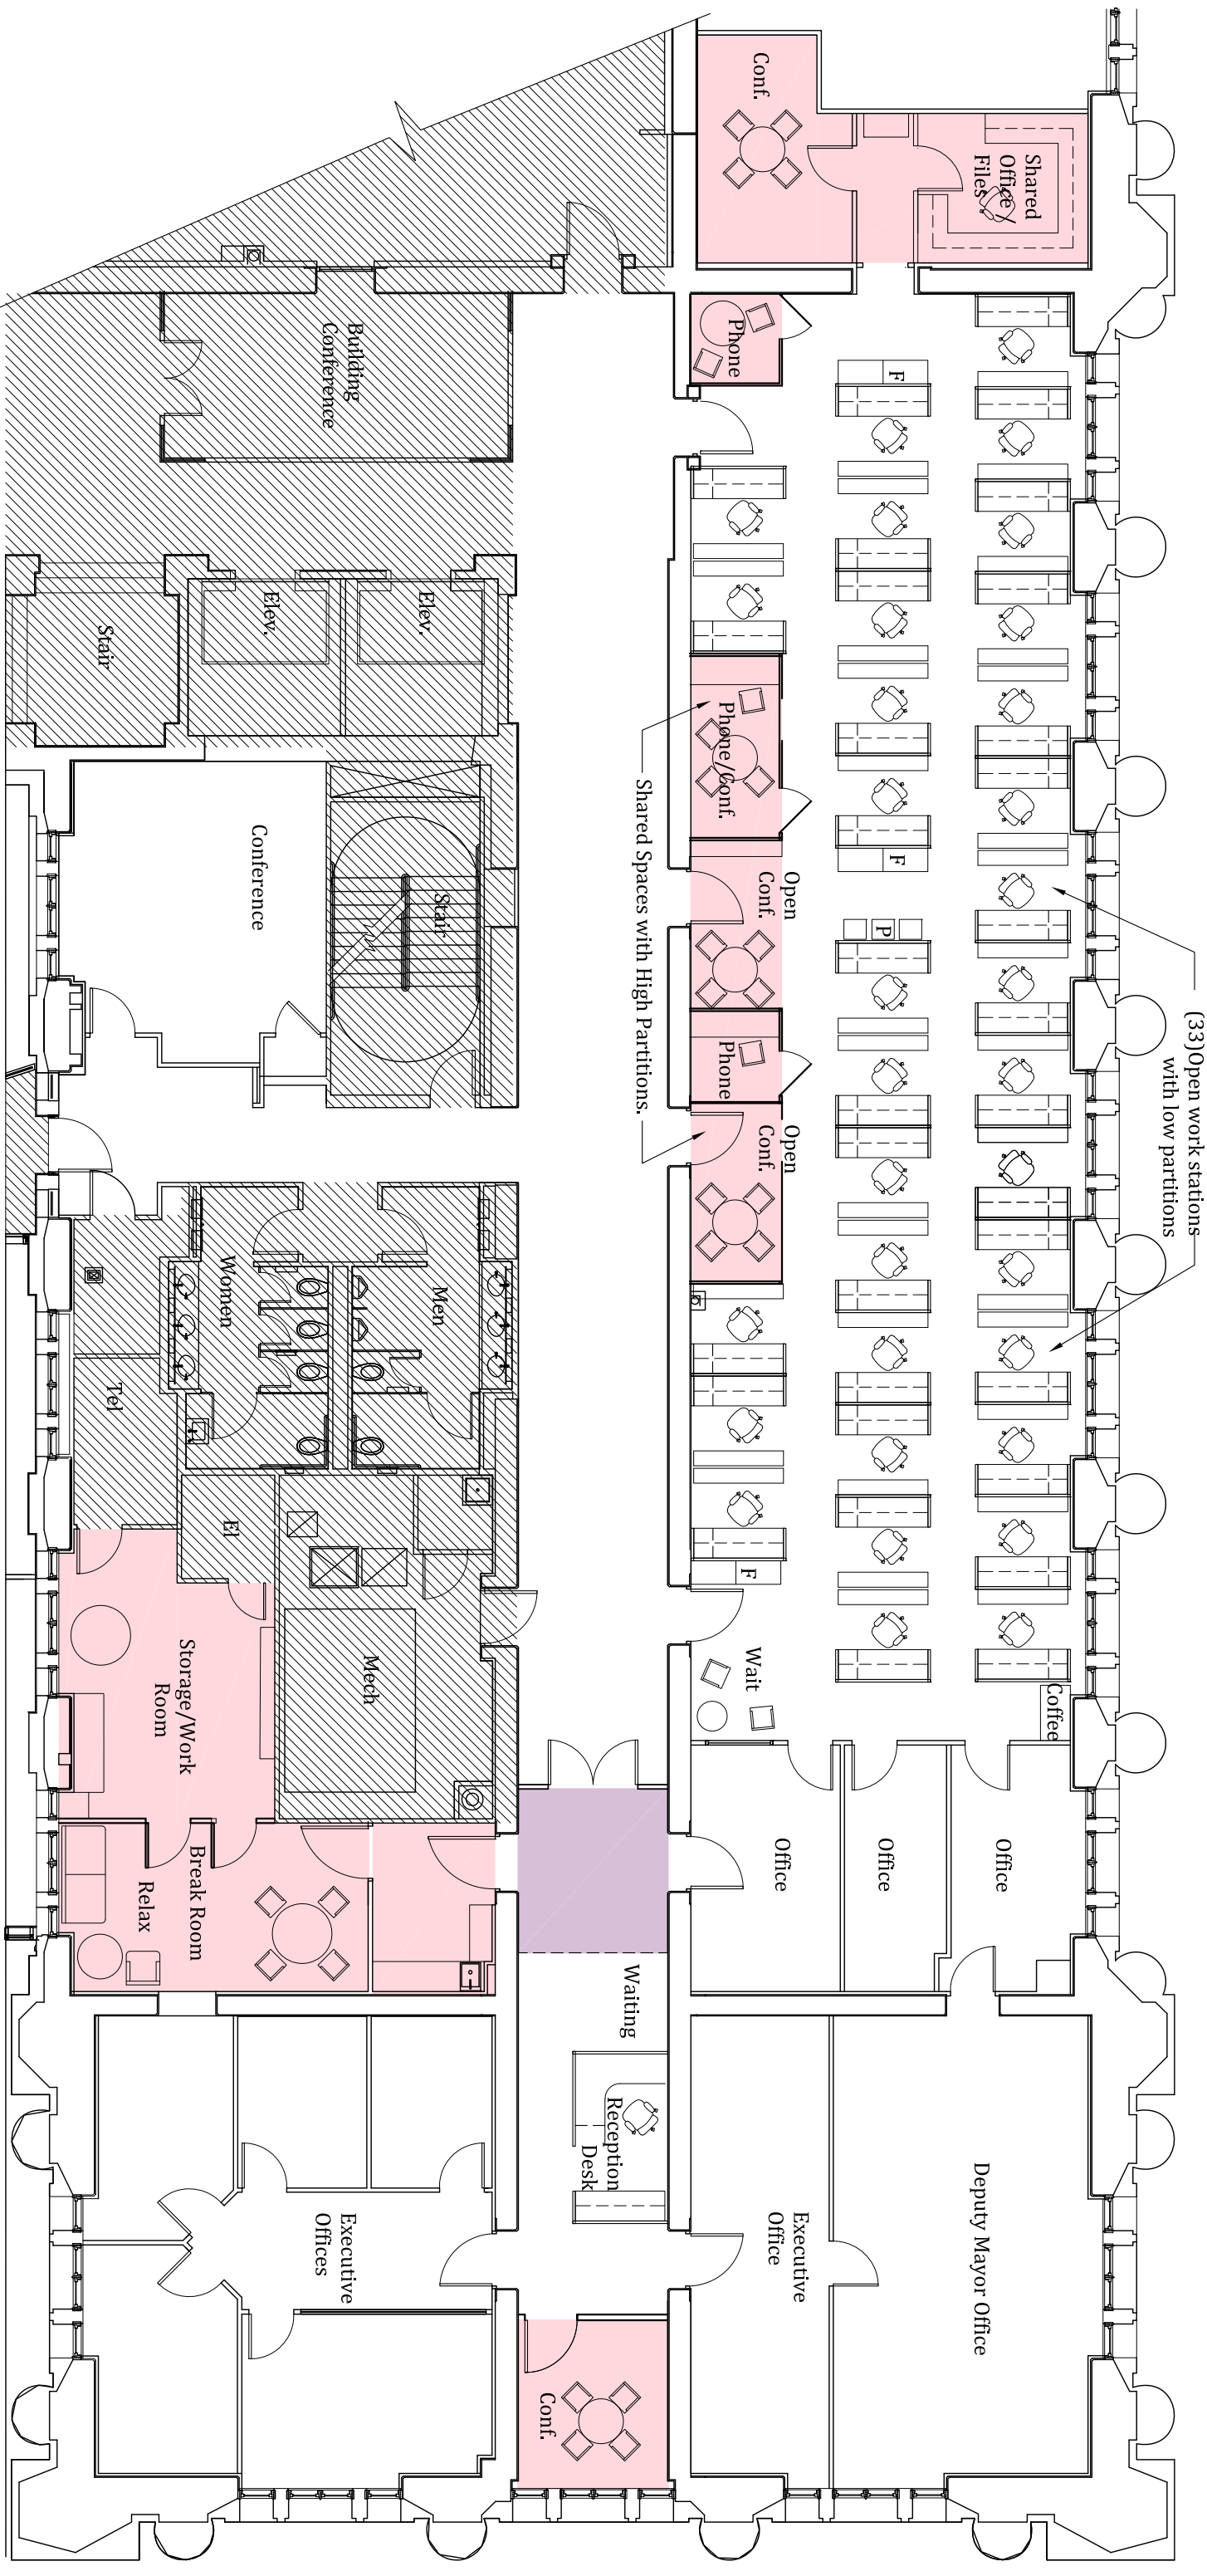 Conf.
Shared
Office /
Files
Phone
Building
Conference
F
Stair
Elev.
Elev.
Phone/Conf.
Shared Spaces with High Partitions.
Conference
Stair
F
Open
Conf.
P
Phone
(33)Open work stations
with low partitions
Open
Conf.
Women
Men
Tel
El
F
Storage/Work
Room
Mech
Wait
Coffee
Office
Office
Office
Break Room
Relax
Waiting
Reception
Desk
Executive
Offices
Executive
Office
Deputy Mayor Office
Conf.